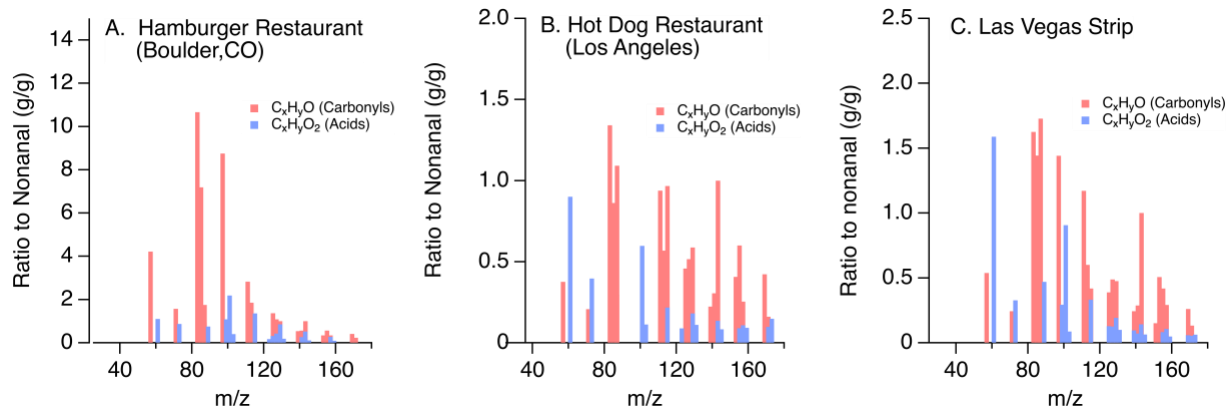 A. Hamburger Restaurant
(Boulder,CO)
Ratio to Nonanal (g/g)
14
12
10
8
6
4
2
0
CxHyO (Carbonyls)
CxHyO2 (Acids)
40
80
120
160
m/z
B. Hot Dog Restaurant
(Los Angeles)
Ratio to Nonanal (g/g)
2.0
1.5
1.0
0.5
0
CxHyO (Carbonyls)
CxHyO2 (Acids)
40
80
120
160
m/z
C. Las Vegas Strip
Ratio to nonanal (g/g)
2.5
2.0
1.5
1.0
0.5
0
CxHyO (Carbonyls)
CxHyO2 (Acids)
40
80
120
160
m/z